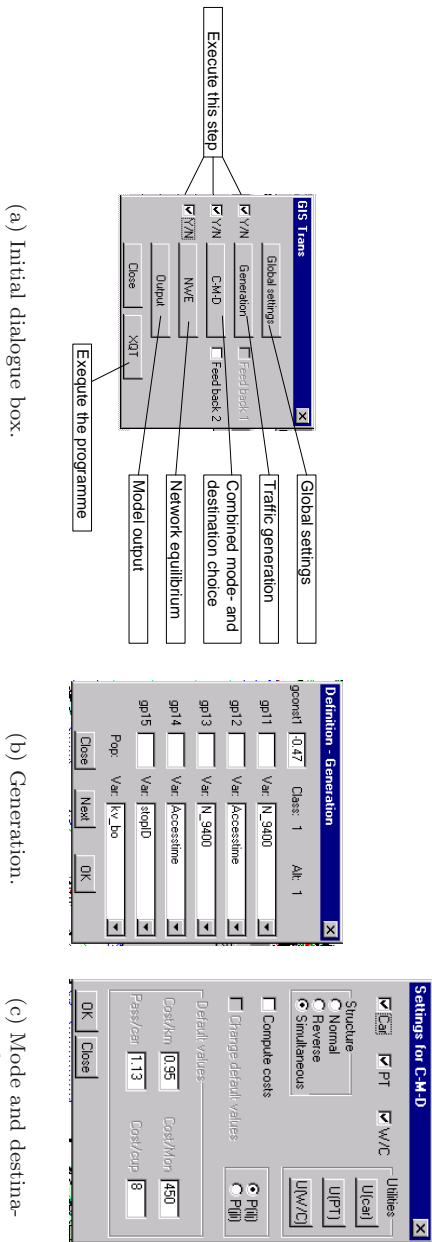 Execute this step
GIS Trans
Global settings
Y/N
Generation
Feed back 1
Y/N
C-M-D
Feed back 2
Y/N
NWE
Output
Close
XQT
Global settings
Traffic generation
Combined mode- and
destination choice
Network equilibrium
Model output
Exequte the programme
(a) Initial dialogue box.
Definition - Generation
gconst1 -0.47 Class: 1 Alt: 1
gp11 Var: N_9400
gp12 Var: Accesstime
gp13 Var: N_9400
gp14 Var: Accesstime
gp15 Var: stopID
Pop: Var: kv_bo
Close Next OK
(b) Generation.
Settings for C-M-D
Car PT W/C
Structure
Normal
Reverse
Simultaneous
Utilities
U(car)
U(PT)
U(W/C)
Compute costs
Change default values
P(ij)
P(j|i)
Default values
Cost/km 0.95 Cost/Mon 450
Pass/car 1.13 Cost/cup 8
OK Close
(c) Mode and destina-